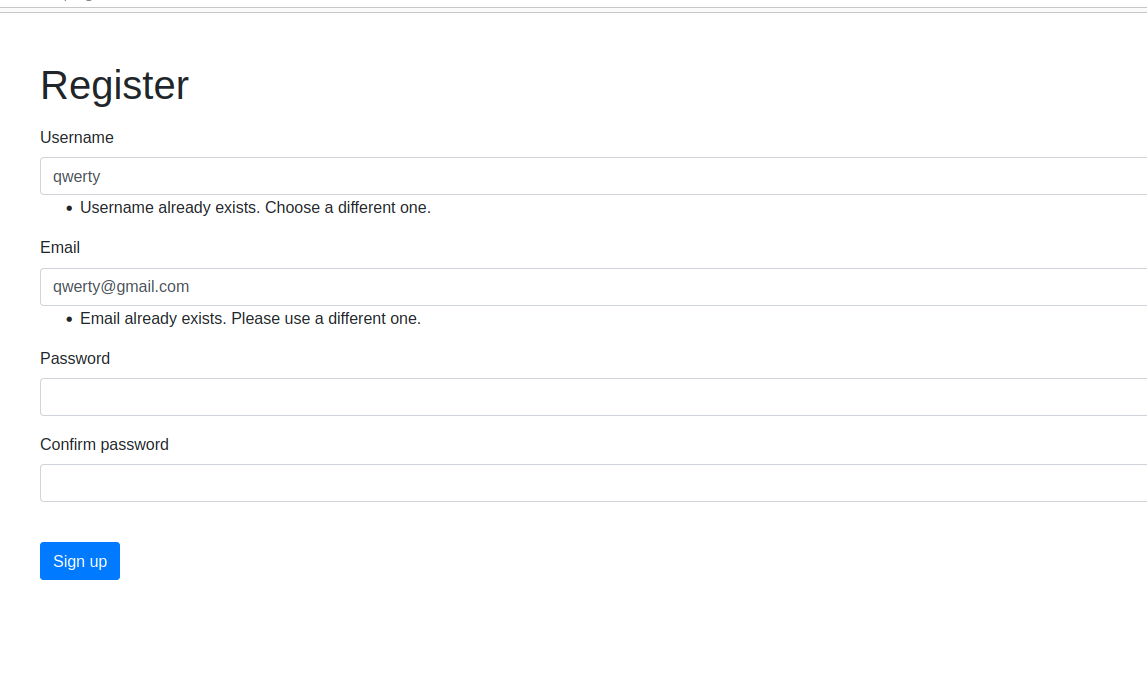 Register
Username
qwerty
• Username already exists. Choose a different one.
Email
qwerty@gmail.com
• Email already exists. Please use a different one.
Password
Confirm password
Sign up